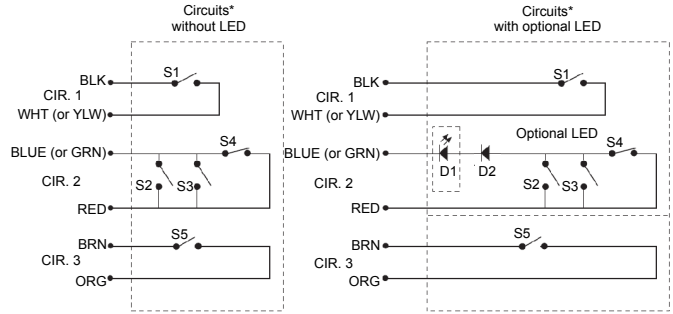 Circuits*
without LED
BLK
S1
CIR. 1
WHT (or YLW)
BLUE (or GRN)
S4
CIR. 2
S2
S3
RED
BRN
S5
CIR. 3
ORG
Circuits*
with optional LED
BLK
S1
CIR. 1
WHT (or YLW)
Optional LED
BLUE (or GRN)
S4
D1
D2
CIR. 2
S2
S3
RED
BRN
S5
CIR. 3
ORG